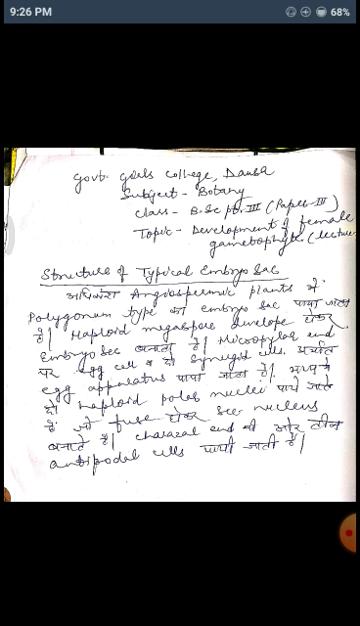 9:26 PM
68%
Govt. girls College, Dausa
Subject - Botany
Class - B.Sc pt. III (Paper-III)
Topic - Development of female
gametophyte (lecture
Structure of Typical Embryo Sac
अधिकांश Angiospermic plants में
Polygonum type का embryo sac पाया जाता
है| Haploid megaspore develope होकर
Embryo sac बनाता है| Micropylar end
पर egg cell व दो Synergid cells अर्थात
egg apparatus पाया जाता है| मध्य में
दो haploid polar nuclei पाये जाते
हैं जो fuse होकर Sec nucleus
बनाते है| chalazal end की ओर तीन
antipodal cells पायी जाती है|